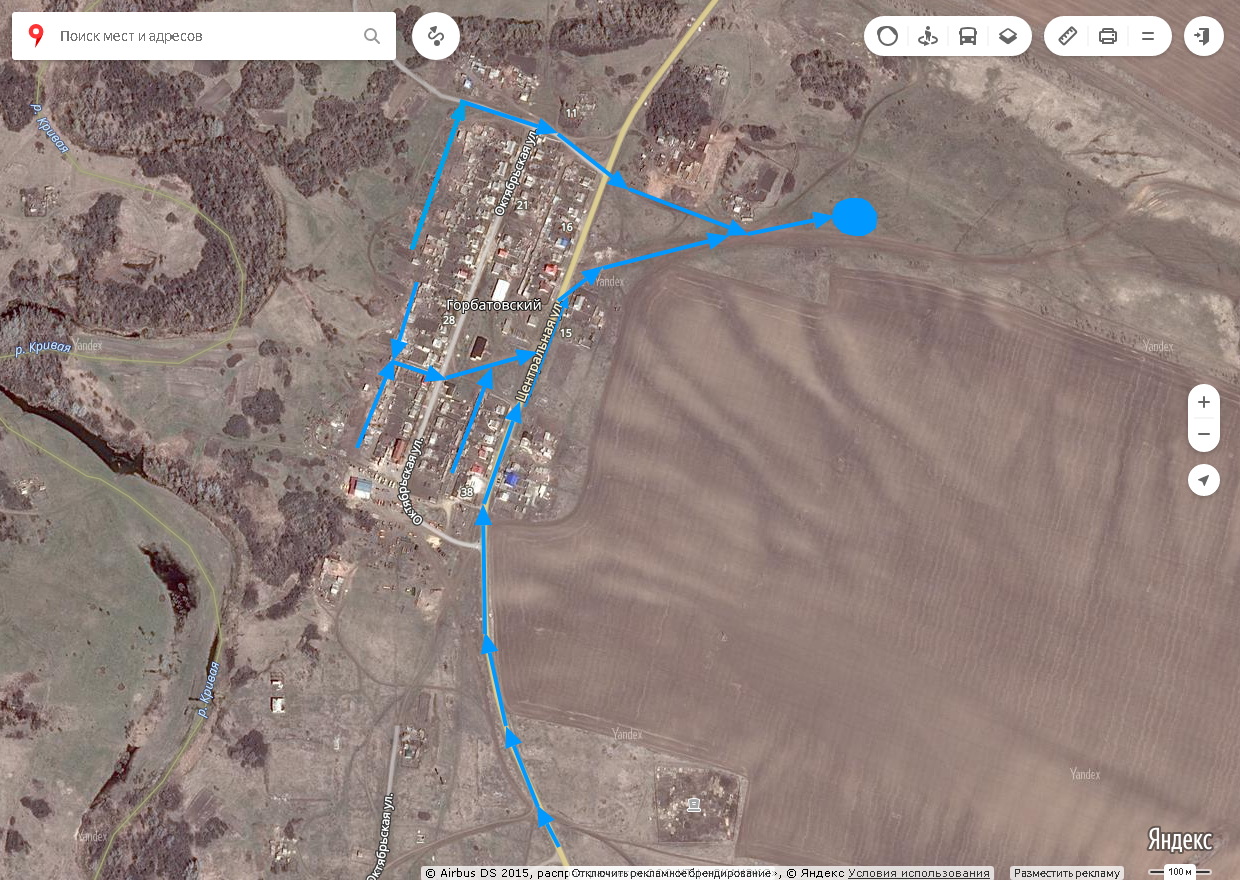 Поиск мест и адресов
р. Кривая
11
Октябрьская ул.
21
16
Yandex
Горбатовский
28
15
р. Кривая
Yandex
Yandex
Центральная ул.
Октябрьская ул.
38
р. Кривая
Yandex
Yandex
Yandex
Октябрьская ул.
Яндекс
© Airbus DS 2015, распр
Отключить рекламное брендирование ›
, © Яндекс Условия использования
Разместить рекламу
100 м